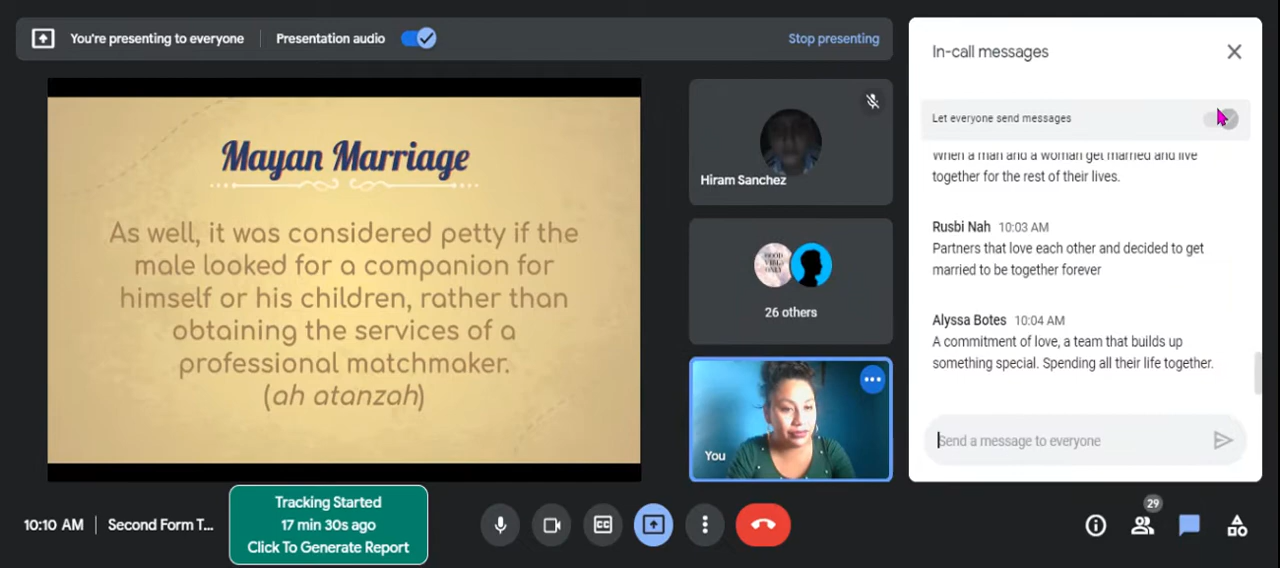 You're presenting to everyone
Presentation audio
Stop presenting
Mayan Marriage
As well, it was considered petty if the
male looked for a companion for
himself or his children, rather than
obtaining the services of a
professional matchmaker.
(ah atanzah)
Hiram Sanchez
GOOD
VIBES
ONLY
26 others
You
In-call messages
Let everyone send messages
When a man and a woman get married and live
together for the rest of their lives.
Rusbi Nah 10:03 AM
Partners that love each other and decided to get
married to be together forever
Alyssa Botes 10:04 AM
A commitment of love, a team that builds up
something special. Spending all their life together.
Send a message to everyone
10:10 AM
Second Form T...
Tracking Started
17 min 30s ago
Click To Generate Report
CC
29